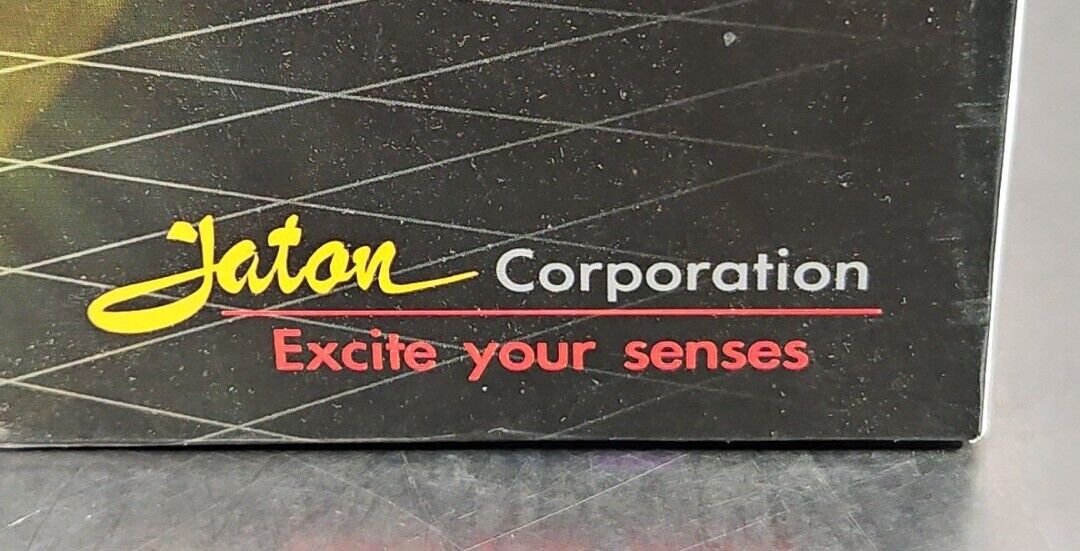 Jaton Corporation
Excite your senses